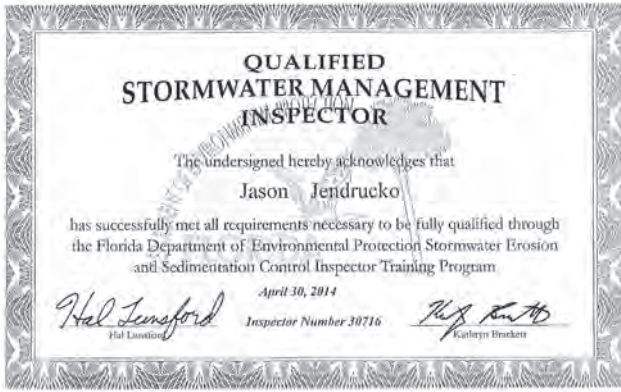 QUALIFIED
STORMWATER MANAGEMENT
INSPECTOR
The undersigned hereby acknowledges that
Jason Jendrucko
has successfully met all requirements necessary to be fully qualified through
the Florida Department of Environmental Protection Stormwater Erosion
and Sedimentation Control Inspector Training Program
April 30, 2014
Hal Lunsford
Inspector Number 30716
Hal Lunsford
Kathryn Brackett